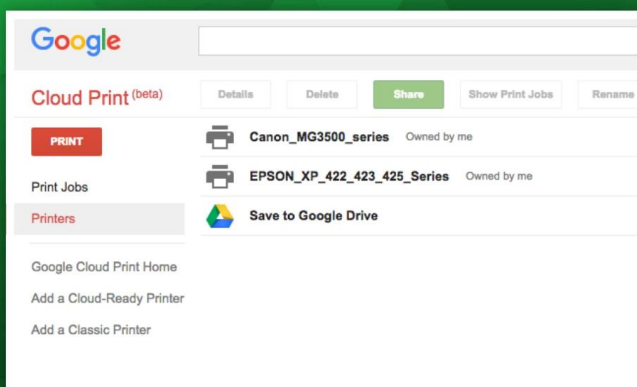 Google
Cloud Print (beta)
Details Delete Share Show Print Jobs Rename
PRINT
Canon_MG3500_series Owned by me
EPSON_XP_422_423_425_Series Owned by me
Print Jobs
Printers
Save to Google Drive
Google Cloud Print Home
Add a Cloud-Ready Printer
Add a Classic Printer